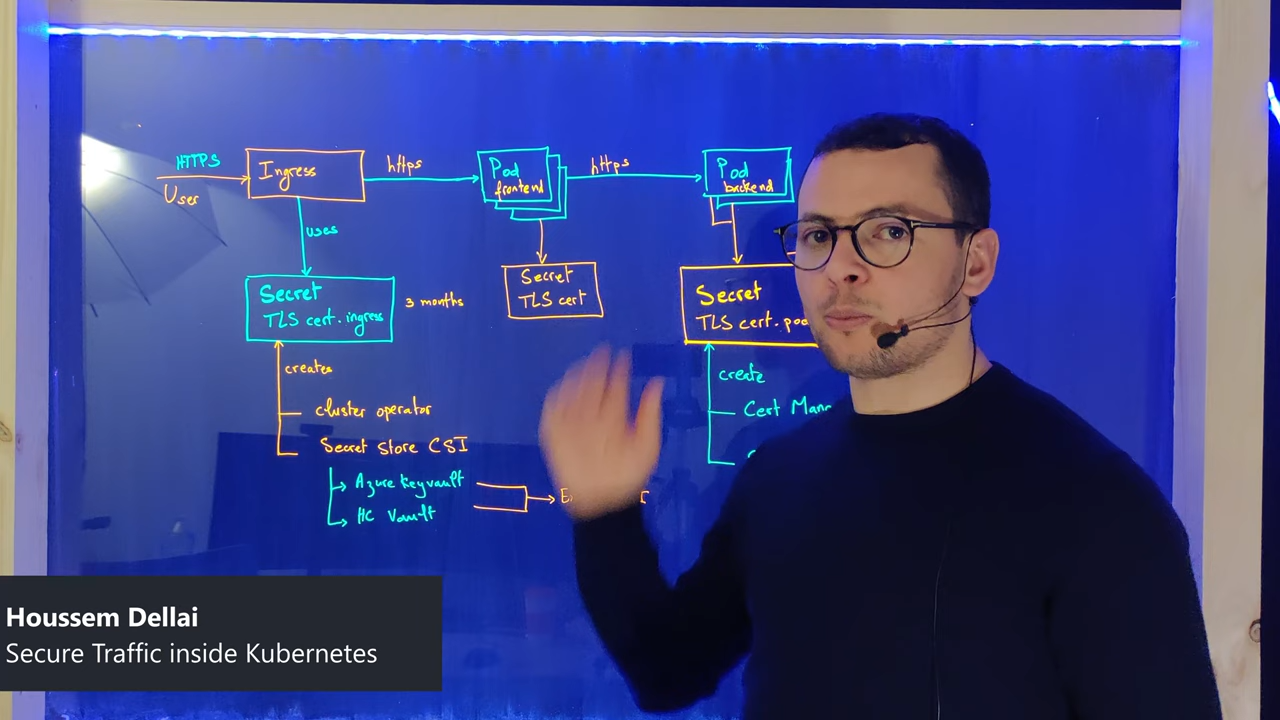 HTTPS
User
Ingress
https
Pod
frontend
https
Pod
backend
uses
Secret
TLS cert.ingress
3 months
Secret
TLS cert
Secret
TLS cert.
creates
cluster operator
Secret Store CSI
Azure keyvault
HC Vault
create
Cert
Houssem Dellai
Secure Traffic inside Kubernetes